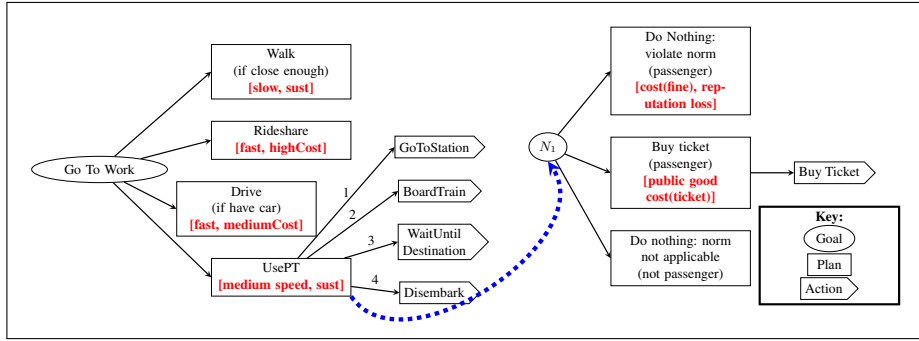 Walk
(if close enough)
[slow, sust]
Rideshare
[fast, highCost]
Go To Work
Drive
(if have car)
[fast, mediumCost]
UsePT
[medium speed, sust]
1
2
3
4
GoToStation
BoardTrain
WaitUntil
Destination
Disembark
N1
Do Nothing:
violate norm
(passenger)
[cost(fine), rep-
utation loss]
Buy ticket
(passenger)
[public good
cost(ticket)]
Buy Ticket
Do nothing: norm
not applicable
(not passenger)
Key:
Goal
Plan
Action